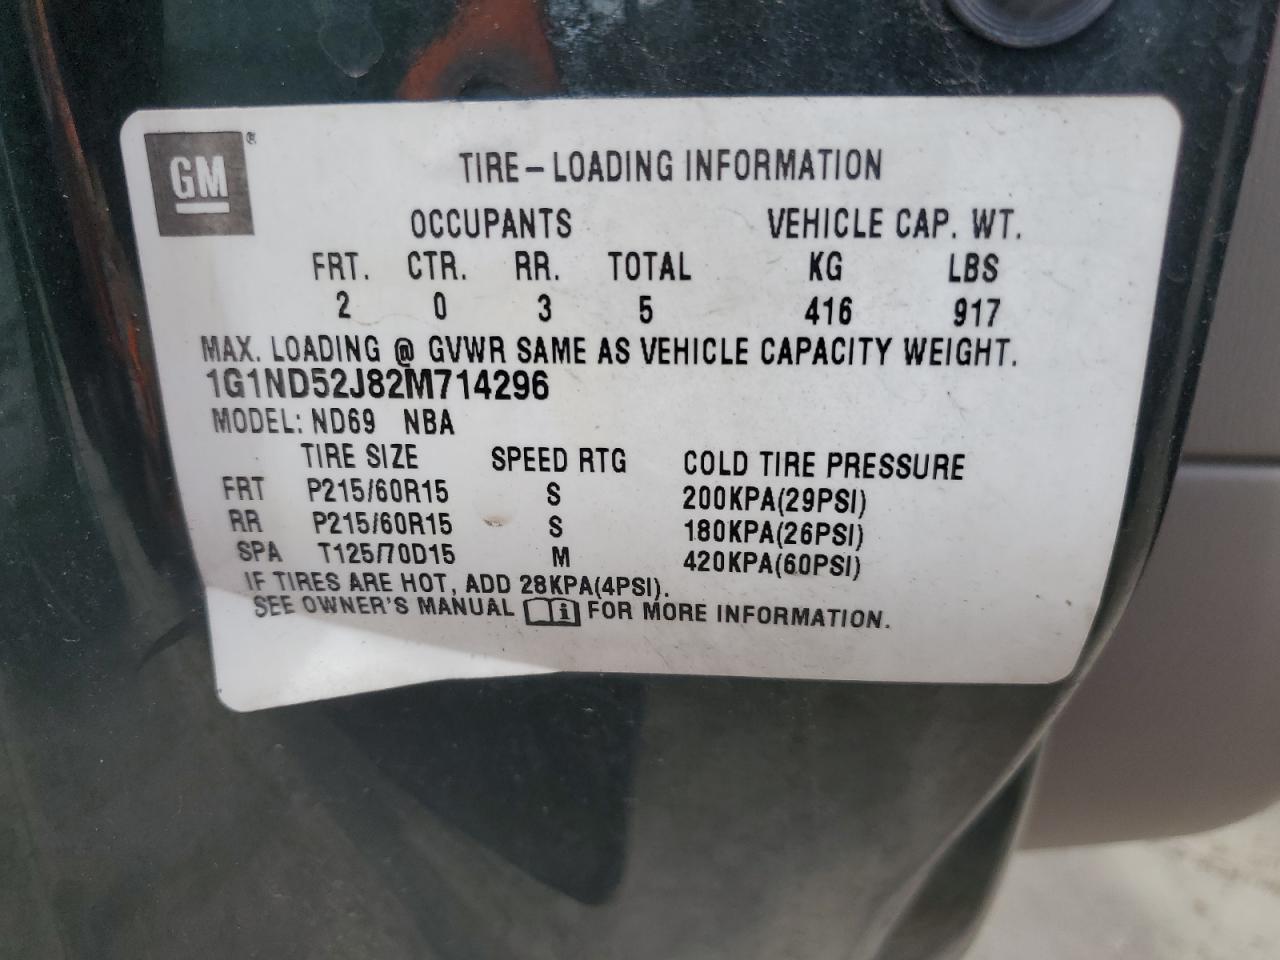 GM ®
TIRE-LOADING INFORMATION
OCCUPANTS VEHICLE CAP. WT.
FRT. CTR. RR. TOTAL KG LBS
2 0 3 5 416 917
MAX. LOADING @ GVWR SAME AS VEHICLE CAPACITY WEIGHT.
1G1ND52J82M714296
MODEL: ND69 NBA
TIRE SIZE SPEED RTG COLD TIRE PRESSURE
FRT P215/60R15 S 200KPA(29PSI)
RR P215/60R15 S 180KPA(26PSI)
SPA T125/70D15 M 420KPA(60PSI)
IF TIRES ARE HOT, ADD 28KPA(4PSI).
SEE OWNER'S MANUAL i FOR MORE INFORMATION.